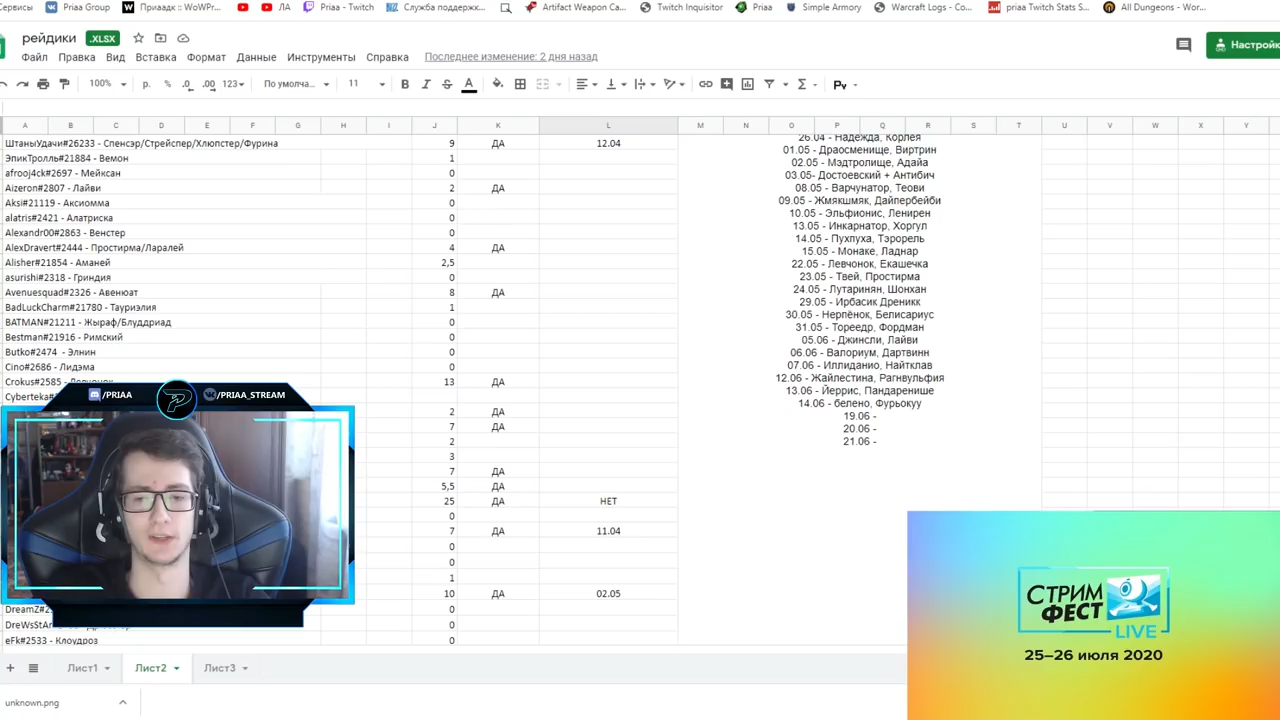 Сервисы Priaa Group Приаадк :: WoWPr... ЛА Priaa - Twitch Служба поддержк... Artifact Weapon Ca... Twitch Inquisitor Priaa Simple Armory Warcraft Logs - Co... priaa Twitch Stats S... All Dungeons - Wor...
рейдики .XLSX
Настройк
Файл Правка Вид Вставка Формат Данные Инструменты Справка Последнее изменение: 2 дня назад
100% р. % .0 .00 123 По умолча... 11 B I S A Σ Ру
A B C D E F G H I J K L M N O P Q R S T U V W X Y
ШтаныУдачи#26233 - Спенсэр/Стрейспер/Хлюпстер/Фурина 9 ДА 12.04
ЭпикТролль#21884 - Вемон 1
afrooj4ck#2697 - Мейксан 0
Aizeron#2807 - Лайви 2 ДА
Aksi#21119 - Аксиомма 0
alatris#2421 - Алатриска 0
Alexandr00#2863 - Венстер 0
AlexDravert#2444 - Простирма/Ларалей 4 ДА
Alisher#21854 - Аманей 2,5
asurishi#2318 - Гриндия 0
Avenuesquad#2326 - Авенюат 8 ДА
BadLuckCharm#21780 - Тауриэлия 1
BATMAN#21211 - Жыраф/Блуддриад 0
Bestman#21916 - Римский 0
Butko#2474 - Элнин 0
Cino#2686 - Лидэма 0
Crokus#2585 - Левчонок 13 ДА
Cyberteka#
2 ДА
7 ДА
2
3
7 ДА
5,5 ДА
25 ДА НЕТ
0
7 ДА 11.04
0
0
1
10 ДА 02.05
DreamZ#2 0
DreWsStAr 0
eFk#2533 - Клоудроз 0
26.04 - Надежда, Корлея
01.05 - Драосменище, Виртрин
02.05 - Мэдтролище, Адайа
03.05- Достоевский + Антибич
08.05 - Варчунатор, Теови
09.05 - Жмякшмяк, Дайпербейби
10.05 - Эльфионис, Ленирен
13.05 - Инкарнатор, Хоргул
14.05 - Пухлуха, Тэрорель
15.05 - Монаке, Ладнар
22.05 - Левчонок, Екашечка
23.05 - Твей, Простирма
24.05 - Лутаринян, Шонхан
29.05 - Ирбасик Дреникк
30.05 - Нерпёнок, Белисариус
31.05 - Тореедр, Фордман
05.06 - Джинсли, Лайви
06.06 - Валориум, Дартвинн
07.06 - Иллиданио, Найтклав
12.06 - Жайлестина, Рагнвульфия
13.06 - Йеррис, Пандаренише
14.06 - белено, Фурьокуу
19.06 -
20.06 -
21.06 -
/PRIAA /PRIAA_STREAM
СТРИМ
ФЕСТ
LIVE
25–26 июля 2020
Лист1 Лист2 Лист3
unknown.png